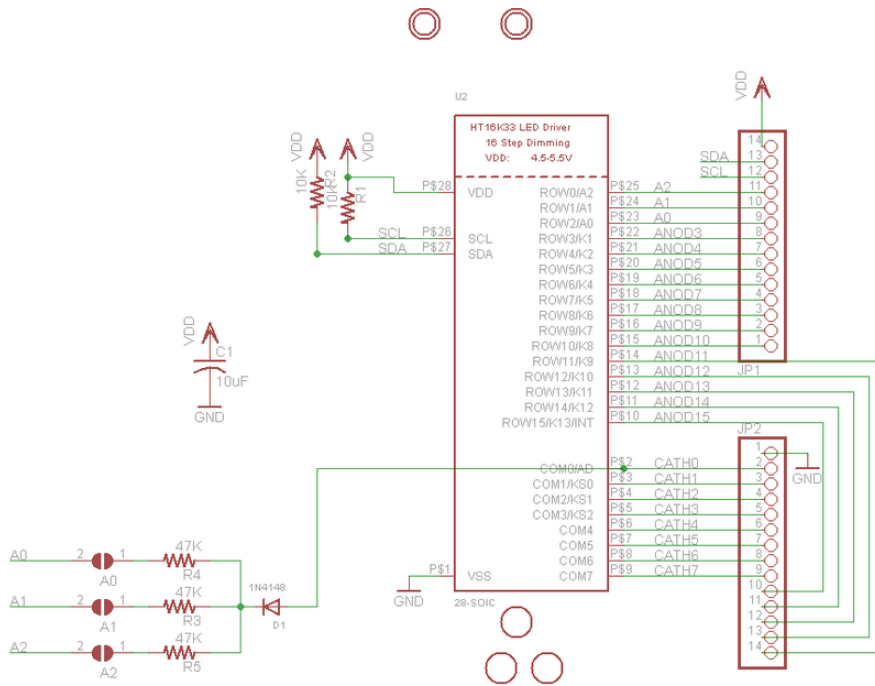 U2
HT16K33 LED Driver
16 Step Dimming
VDD: 4.5-5.5V
VDD
VDD
10K
R2
10K
R1
SCL
SDA
P$28
P$26
P$27
VDD
SCL
SDA
ROW0/A2
ROW1/A1
ROW2/A0
ROW3/K1
ROW4/K2
ROW5/K3
ROW6/K4
ROW7/K5
ROW8/K6
ROW9/K7
ROW10/K8
ROW11/K9
ROW12/K10
ROW13/K11
ROW14/K12
ROW15/K13/INT
P$25 A2
P$24 A1
P$23 A0
P$22 ANOD3
P$21 ANOD4
P$20 ANOD5
P$19 ANOD6
P$18 ANOD7
P$17 ANOD8
P$16 ANOD9
P$15 ANOD10
P$14 ANOD11
P$13 ANOD12
P$12 ANOD13
P$11 ANOD14
P$10 ANOD15
VDD
SDA
SCL
14
13
12
11
10
9
8
7
6
5
4
3
2
1
JP1
VDD
C1
10uF
GND
COM0/AD
COM1/KS0
COM2/KS1
COM3/KS2
COM4
COM5
COM6
COM7
P$2 CATH0
P$3 CATH1
P$4 CATH2
P$5 CATH3
P$6 CATH4
P$7 CATH5
P$8 CATH6
P$9 CATH7
JP2
1
2
3
4
5
6
7
8
9
10
11
12
13
14
GND
P$1
VSS
GND
28-SOIC
A0
2 1
A0
47K
R4
A1
2 1
A1
47K
R3
A2
2 1
A2
47K
R5
1N4148
D1